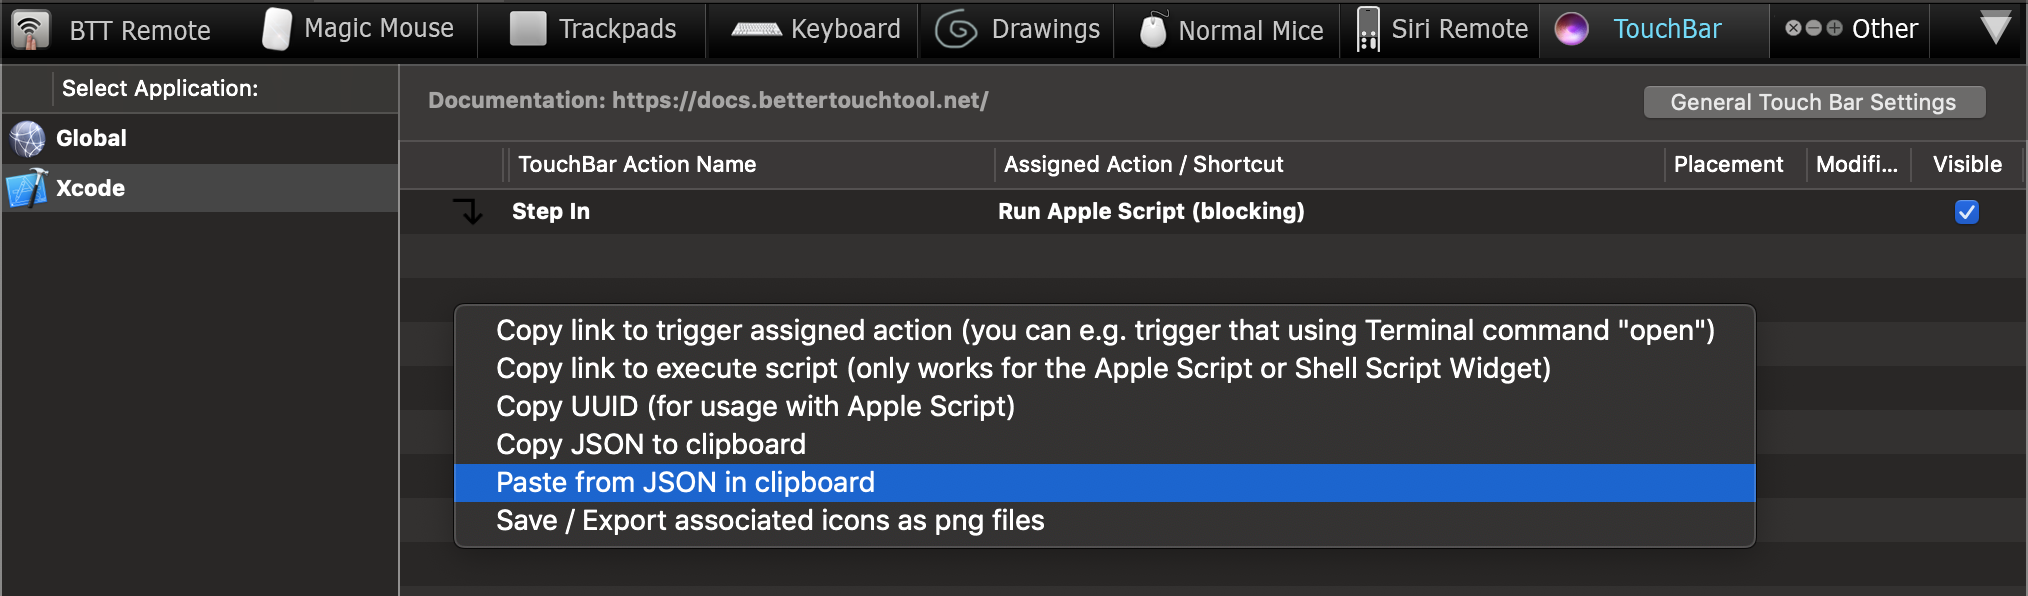 BTT Remote Magic Mouse Trackpads Keyboard Drawings Normal Mice Siri Remote TouchBar Other
Select Application:
Documentation: https://docs.bettertouchtool.net/
General Touch Bar Settings
Global
Xcode
TouchBar Action Name Assigned Action / Shortcut Placement Modifi... Visible
Step In Run Apple Script (blocking)
Copy link to trigger assigned action (you can e.g. trigger that using Terminal command "open")
Copy link to execute script (only works for the Apple Script or Shell Script Widget)
Copy UUID (for usage with Apple Script)
Copy JSON to clipboard
Paste from JSON in clipboard
Save / Export associated icons as png files